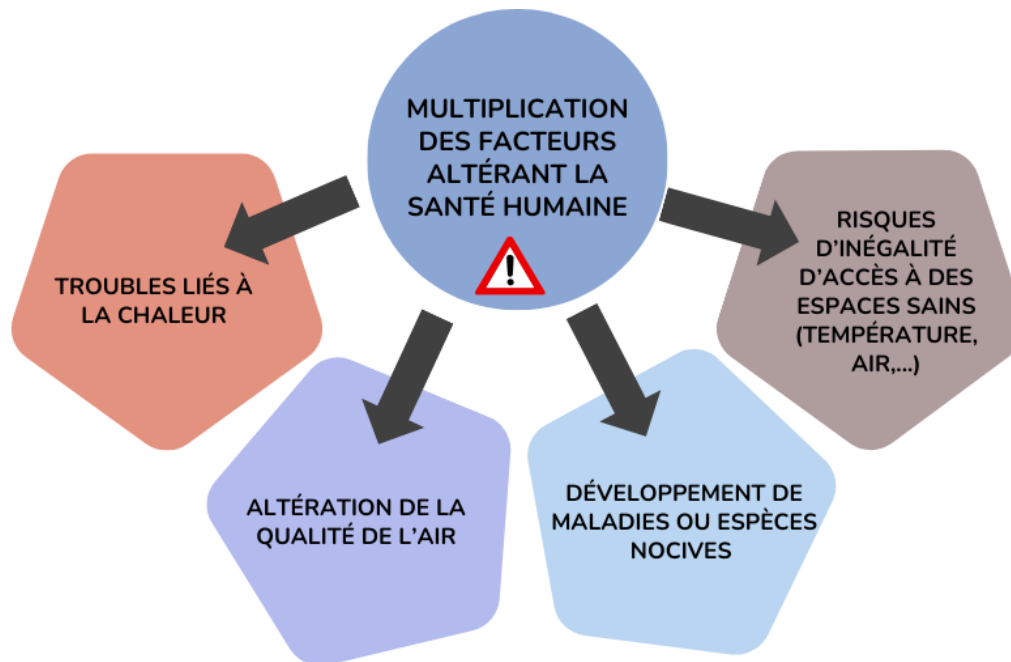 MULTIPLICATION
DES FACTEURS
ALTÉRANT LA
SANTÉ HUMAINE
!
TROUBLES LIÉS À
LA CHALEUR
ALTÉRATION DE LA
QUALITÉ DE L'AIR
DÉVELOPPEMENT DE
MALADIES OU ESPÈCES
NOCIVES
RISQUES
D'INÉGALITÉ
D'ACCÈS À DES
ESPACES SAINS
(TEMPÉRATURE,
AIR,...)